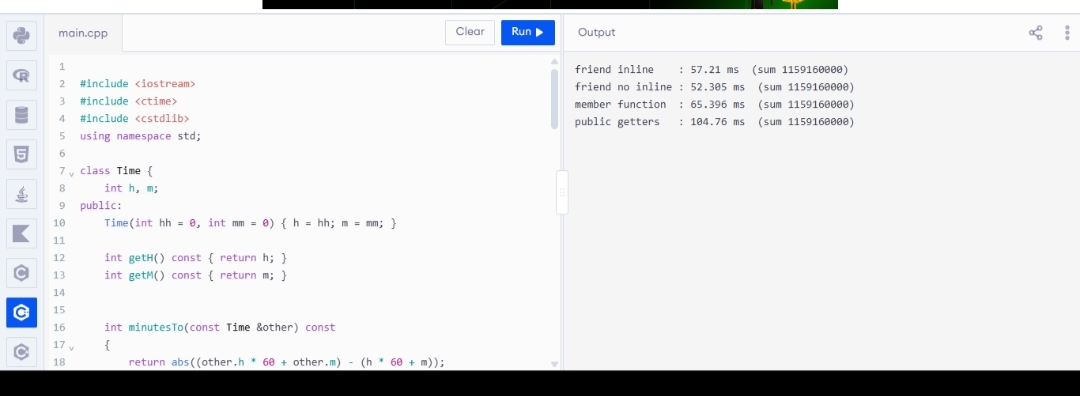 main.cpp
Clear
Run
Output
1
2 #include <iostream>
3 #include <ctime>
4 #include <cstdlib>
5 using namespace std;
6
7 class Time {
8 int h, m;
9 public:
10 Time(int hh = 0, int mm = 0) { h = hh; m = mm; }
11
12 int getH() const { return h; }
13 int getM() const { return m; }
14
15
16 int minutesTo(const Time &other) const
17 {
18 return abs((other.h * 60 + other.m) - (h * 60 + m));
friend inline : 57.21 ms (sum 1159160000)
friend no inline : 52.305 ms (sum 1159160000)
member function : 65.396 ms (sum 1159160000)
public getters : 104.76 ms (sum 1159160000)